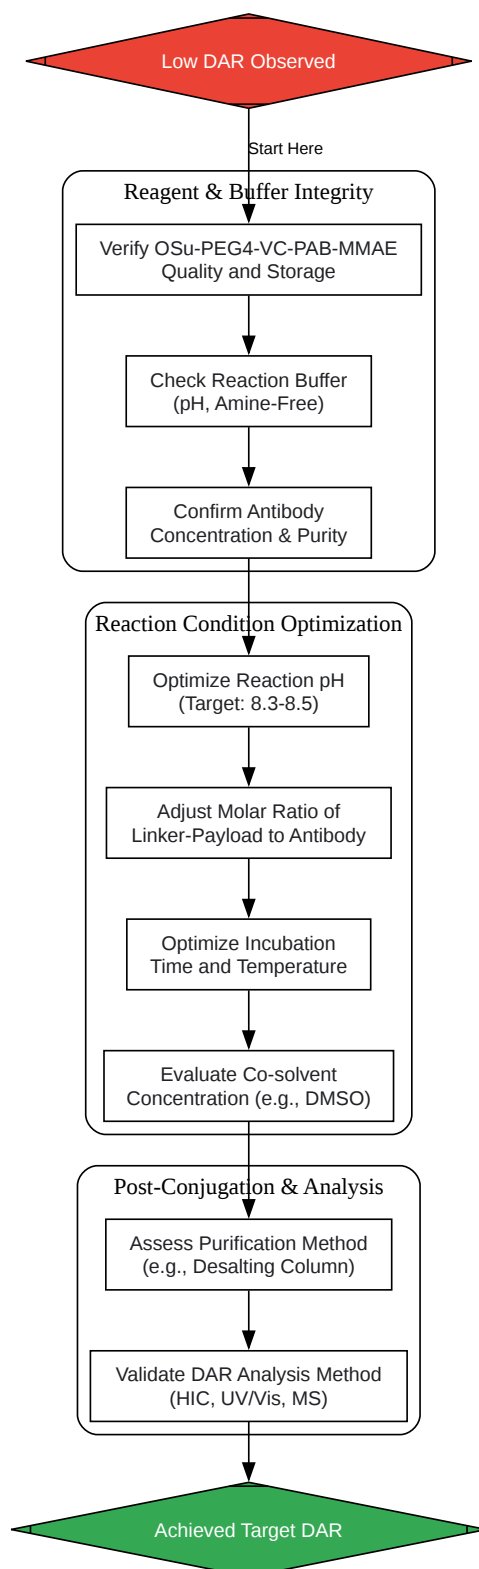 Low DAR Observed
Start Here
Reagent & Buffer Integrity
Verify OSu-PEG4-VC-PAB-MMAE
Quality and Storage
Check Reaction Buffer
(pH, Amine-Free)
Confirm Antibody
Concentration & Purity
Reaction Condition Optimization
Optimize Reaction pH
(Target: 8.3-8.5)
Adjust Molar Ratio of
Linker-Payload to Antibody
Optimize Incubation
Time and Temperature
Evaluate Co-solvent
Concentration (e.g., DMSO)
Post-Conjugation & Analysis
Assess Purification Method
(e.g., Desalting Column)
Validate DAR Analysis Method
(HIC, UV/Vis, MS)
Achieved Target DAR